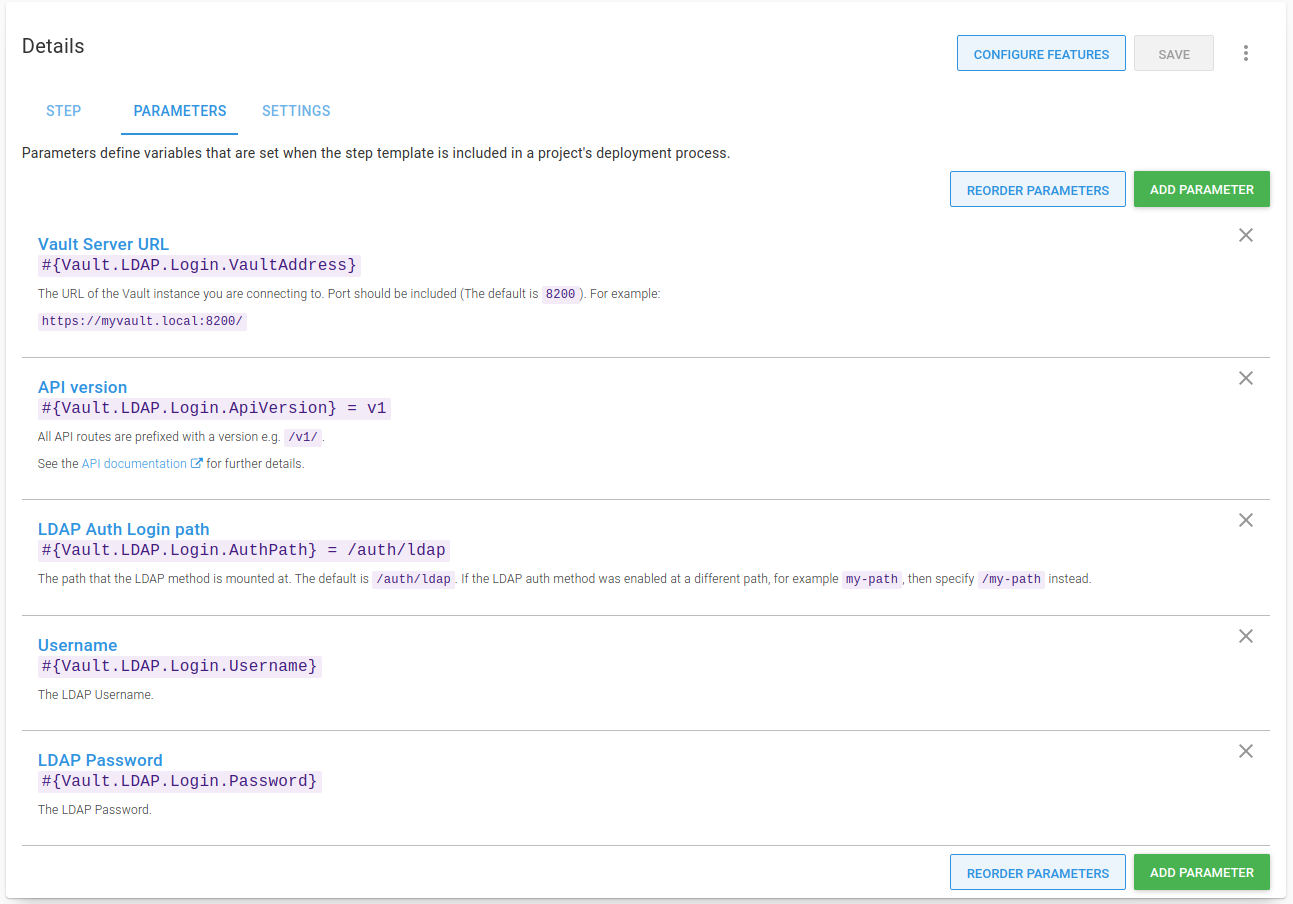 Details
CONFIGURE FEATURES
SAVE
STEP
PARAMETERS
SETTINGS
Parameters define variables that are set when the step template is included in a project's deployment process.
REORDER PARAMETERS
ADD PARAMETER
Vault Server URL
#{Vault.LDAP.Login.VaultAddress}
The URL of the Vault instance you are connecting to. Port should be included (The default is 8200 ). For example:
https://myvault.local:8200/
API version
#{Vault.LDAP.Login.ApiVersion} = v1
All API routes are prefixed with a version e.g. /v1/ .
See the API documentation for further details.
LDAP Auth Login path
#{Vault.LDAP.Login.AuthPath} = /auth/ldap
The path that the LDAP method is mounted at. The default is /auth/ldap . If the LDAP auth method was enabled at a different path, for example my-path , then specify /my-path instead.
Username
#{Vault.LDAP.Login.Username}
The LDAP Username.
LDAP Password
#{Vault.LDAP.Login.Password}
The LDAP Password.
REORDER PARAMETERS
ADD PARAMETER